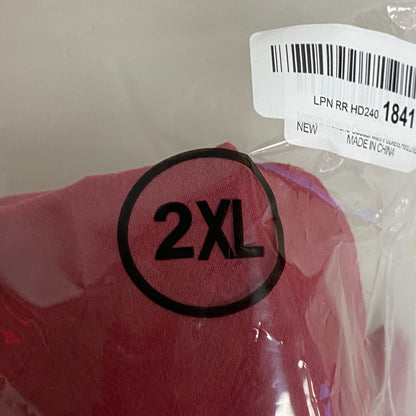 LPN RR HD240 1841
NEW
MADE IN CHINA
2XL